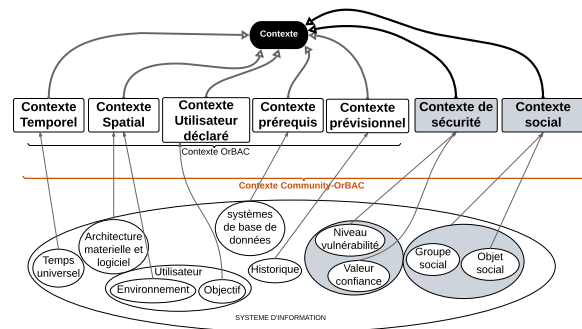 Contexte
Contexte
Temporel
Contexte
Spatial
Contexte
Utilisateur
déclaré
Contexte
prérequis
Contexte
prévisionnel
Contexte de
sécurité
Contexte
social
Contexte OrBAC
Contexte Community-OrBAC
Temps
universel
Architecture
materielle et
logiciel
Utilisateur
Environnement
Objectif
systèmes
de base de
données
Historique
Niveau
vulnérabilité
Valeur
confiance
Groupe
social
Objet
social
SYSTEME D'INFORMATION